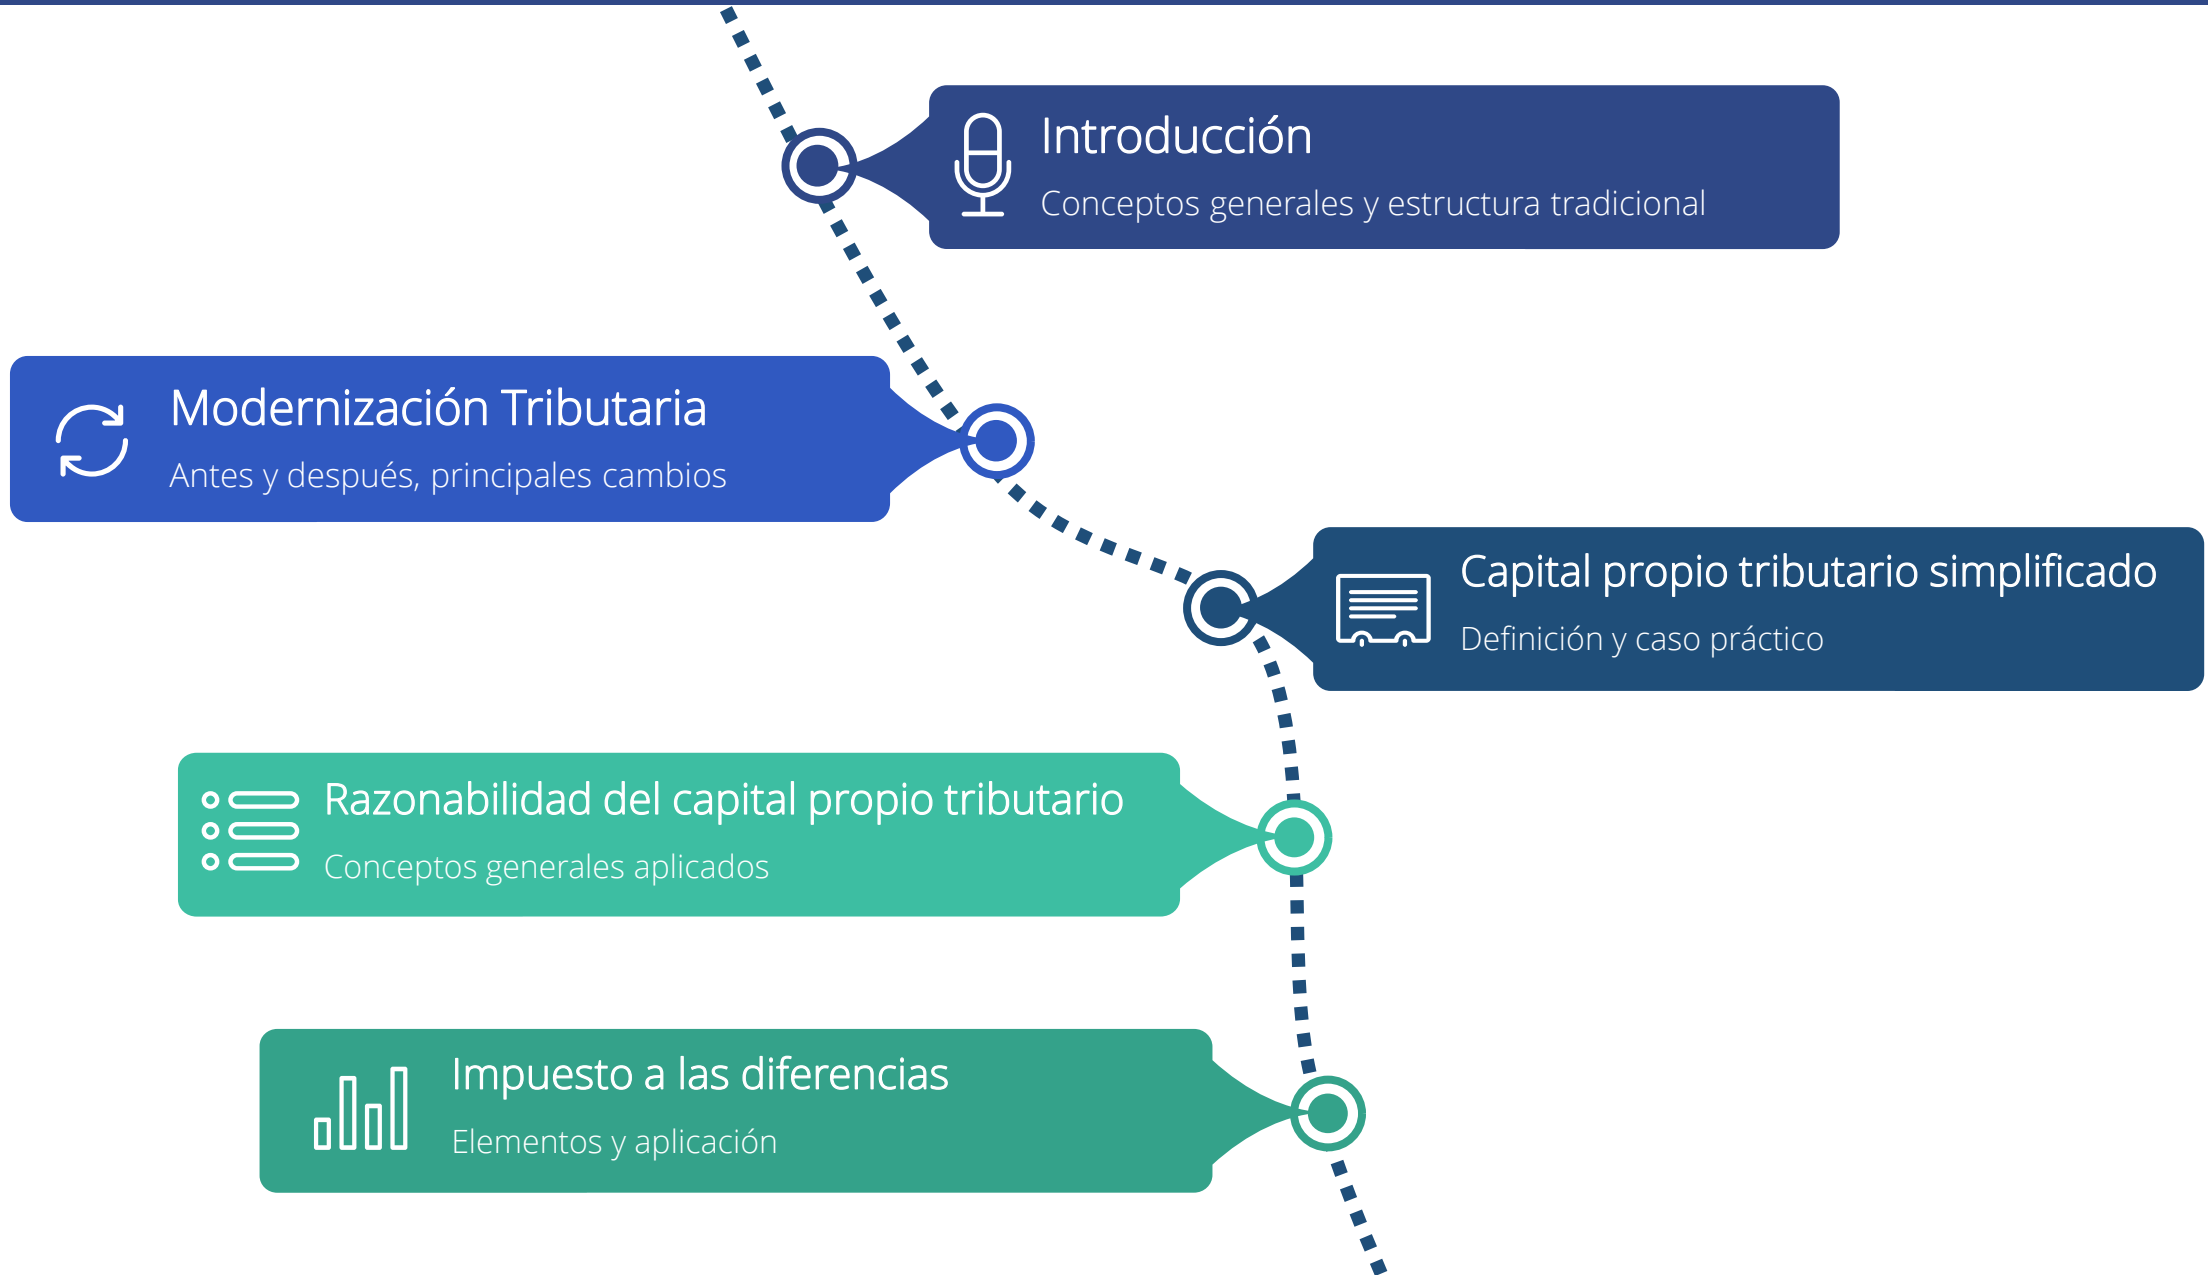 Introducción
Conceptos generales y estructura tradicional
Modernización Tributaria
Antes y después, principales cambios
Capital propio tributario simplificado
Definición y caso práctico
Razonabilidad del capital propio tributario
Conceptos generales aplicados
Impuesto a las diferencias
Elementos y aplicación